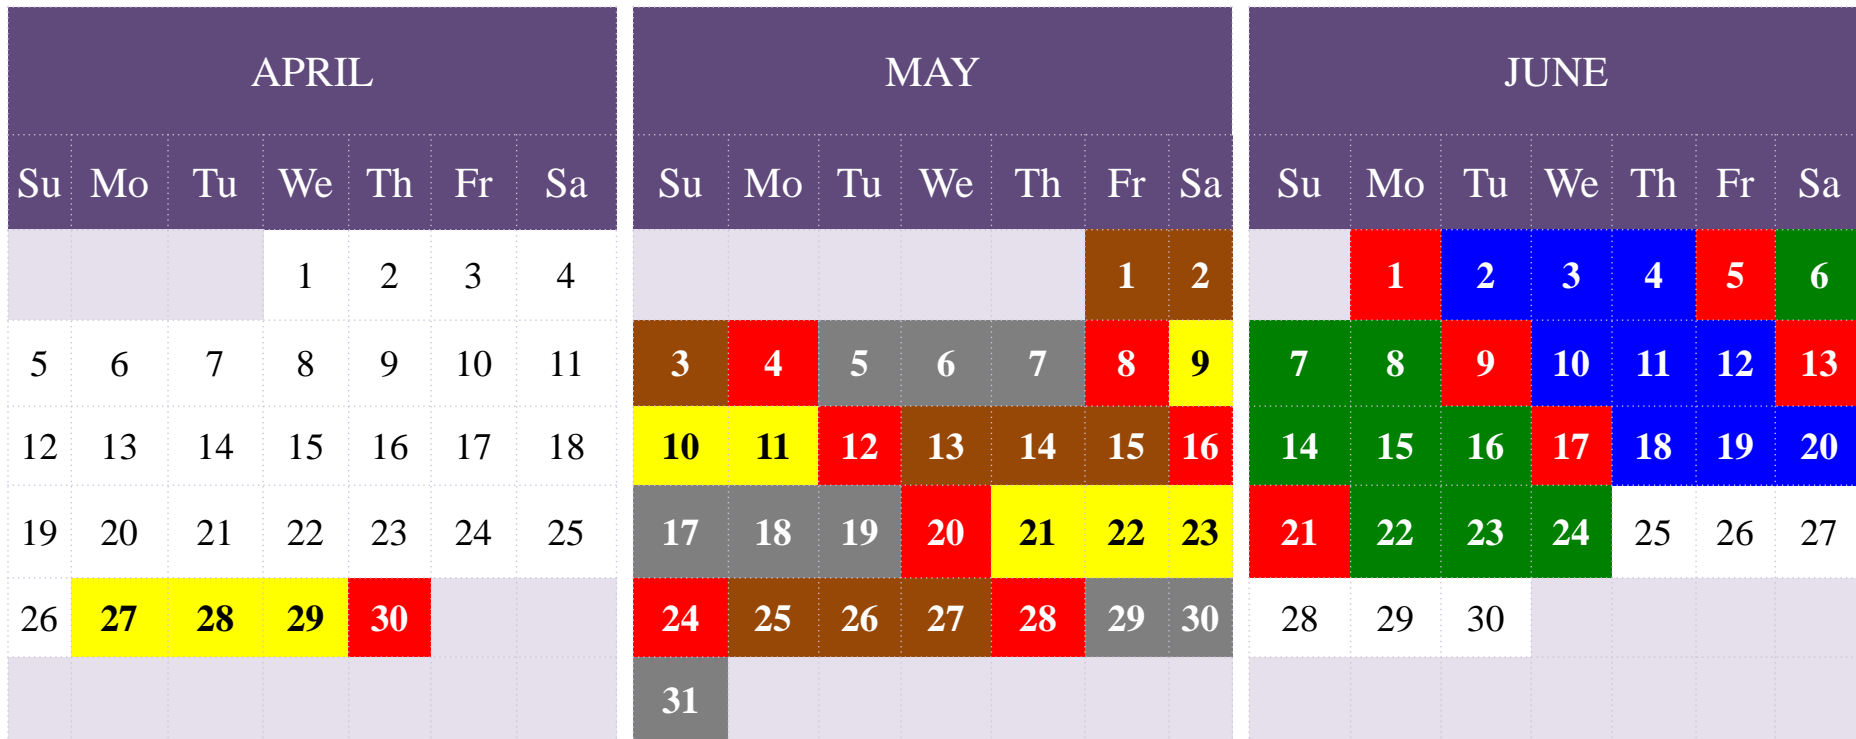 APRIL
Su Mo Tu We Th Fr Sa
1 2 3 4
5 6 7 8 9 10 11
12 13 14 15 16 17 18
19 20 21 22 23 24 25
26 27 28 29 30
MAY
Su Mo Tu We Th Fr Sa
1 2
3 4 5 6 7 8 9
10 11 12 13 14 15 16
17 18 19 20 21 22 23
24 25 26 27 28 29 30
31
JUNE
Su Mo Tu We Th Fr Sa
1 2 3 4 5 6
7 8 9 10 11 12 13
14 15 16 17 18 19 20
21 22 23 24 25 26 27
28 29 30